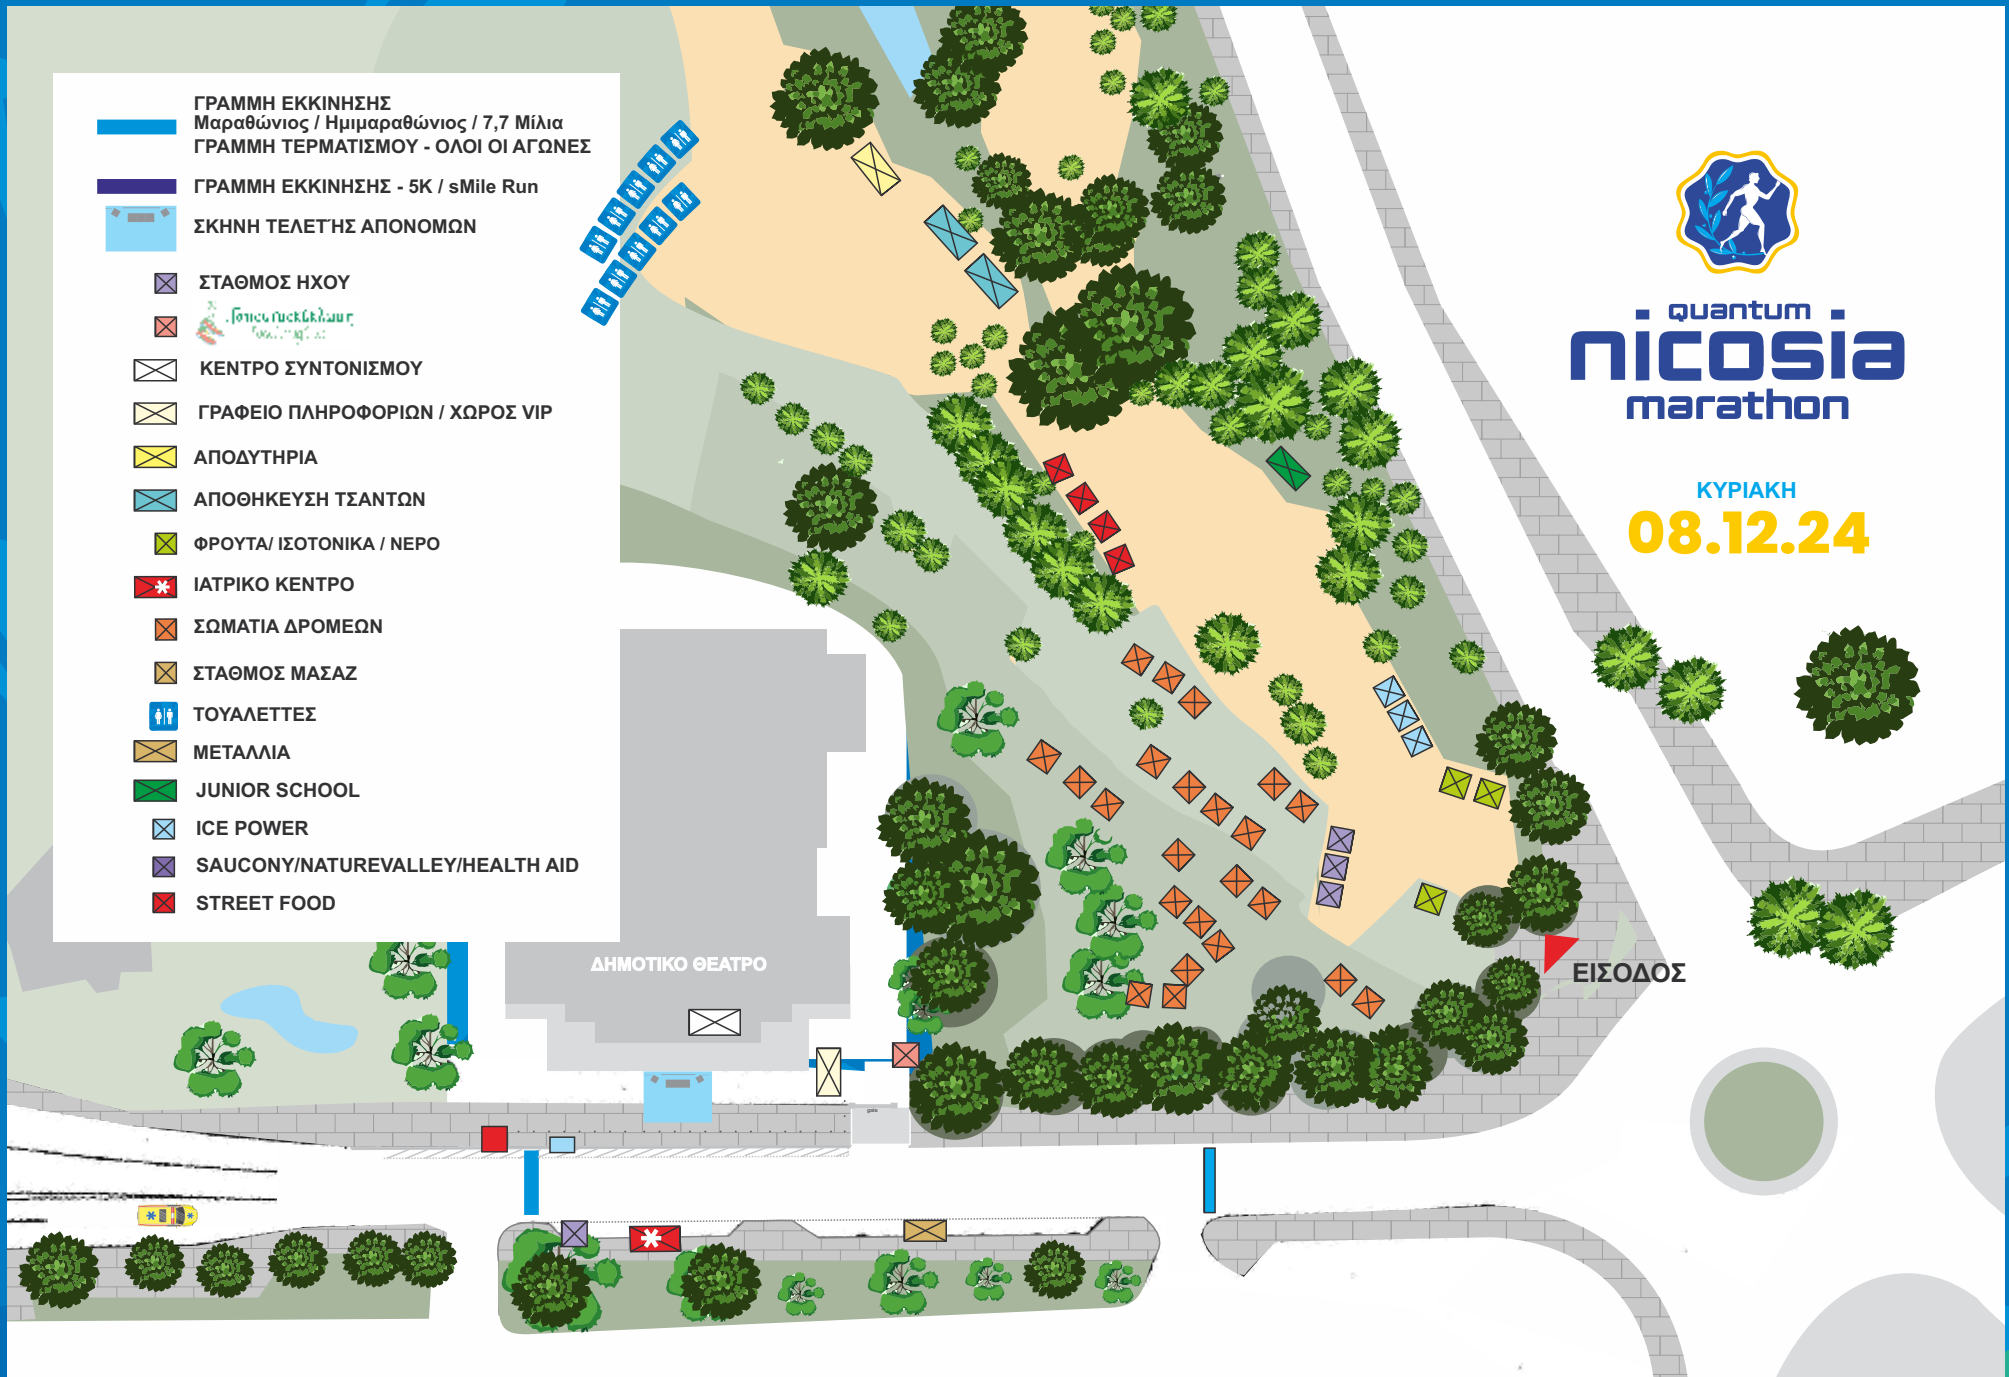 ΓΡΑΜΜΗ ΕΚΚΙΝΗΣΗΣ
Μαραθώνιος / Ημιμαραθώνιος / 7,7 Μίλια
ΓΡΑΜΜΗ ΤΕΡΜΑΤΙΣΜΟΥ - ΟΛΟΙ ΟΙ ΑΓΩΝΕΣ
ΓΡΑΜΜΗ ΕΚΚΙΝΗΣΗΣ - 5K / sMile Run
ΣΚΗΝΗ ΤΕΛΕΤΉΣ ΑΠΟΝΟΜΩΝ
ΣΤΑΘΜΟΣ ΗΧΟΥ
ΚΕΝΤΡΟ ΣΥΝΤΟΝΙΣΜΟΥ
ΓΡΑΦΕΙΟ ΠΛΗΡΟΦΟΡΙΩΝ / ΧΩΡΟΣ VIP
ΑΠΟΔΥΤΗΡΙΑ
ΑΠΟΘΗΚΕΥΣΗ ΤΣΑΝΤΩΝ
ΦΡΟΥΤΑ/ ΙΣΟΤΟΝΙΚΑ / ΝΕΡΟ
ΙΑΤΡΙΚΟ ΚΕΝΤΡΟ
ΣΩΜΑΤΙΑ ΔΡΟΜΕΩΝ
ΣΤΑΘΜΟΣ ΜΑΣΑΖ
ΤΟΥΑΛΕΤΤΕΣ
ΜΕΤΑΛΛΙΑ
JUNIOR SCHOOL
ICE POWER
SAUCONY/NATUREVALLEY/HEALTH AID
STREET FOOD
quantum
nicosia
marathon
ΚΥΡΙΑΚΗ
08.12.24
ΔΗΜΟΤΙΚΟ ΘΕΑΤΡΟ
ΕΙΣΟΔΟΣ